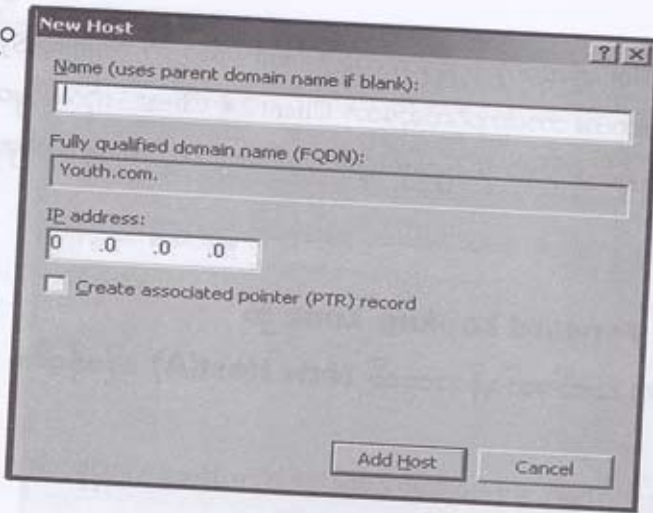 New Host
Name (uses parent domain name if blank):
Fully qualified domain name (FQDN):
Youth.com.
IP address:
0 .0 .0 .0
Create associated pointer (PTR) record
Add Host
Cancel